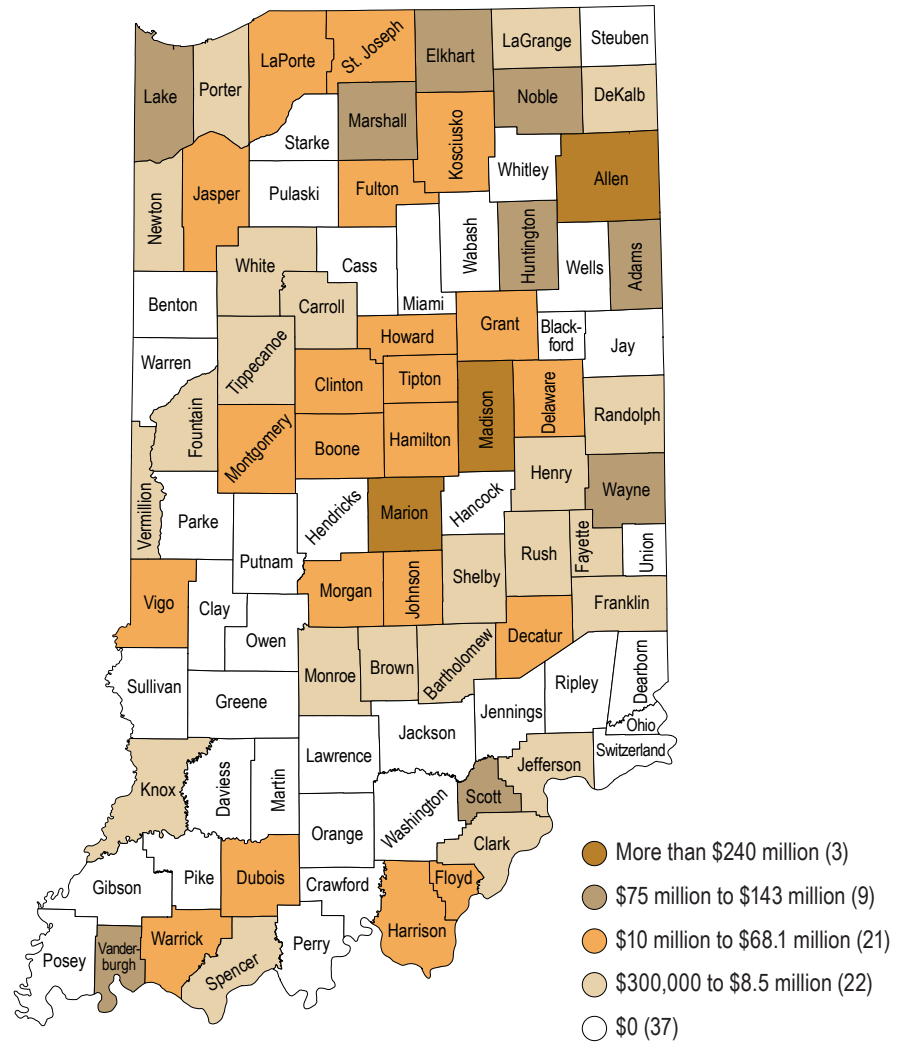 Lake
Porter
LaPorte
St. Joseph
Elkhart
LaGrange
Steuben
Noble
DeKalb
Marshall
Starke
Kosciusko
Whitley
Allen
Newton
Jasper
Pulaski
Fulton
Wabash
Huntington
Wells
Adams
White
Cass
Miami
Benton
Carroll
Howard
Grant
Black-
ford
Jay
Warren
Tippecanoe
Clinton
Tipton
Madison
Delaware
Randolph
Fountain
Montgomery
Boone
Hamilton
Henry
Wayne
Vermillion
Parke
Putnam
Hendricks
Marion
Hancock
Rush
Fayette
Union
Shelby
Vigo
Clay
Owen
Morgan
Johnson
Franklin
Decatur
Sullivan
Greene
Monroe
Brown
Bartholomew
Ripley
Dearborn
Jennings
Ohio
Switzerland
Jackson
Lawrence
Jefferson
Knox
Daviess
Martin
Orange
Washington
Scott
Clark
Gibson
Pike
Dubois
Crawford
Floyd
Harrison
Posey
Vander-
burgh
Warrick
Spencer
Perry
More than $240 million (3)
$75 million to $143 million (9)
$10 million to $68.1 million (21)
$300,000 to $8.5 million (22)
$0 (37)